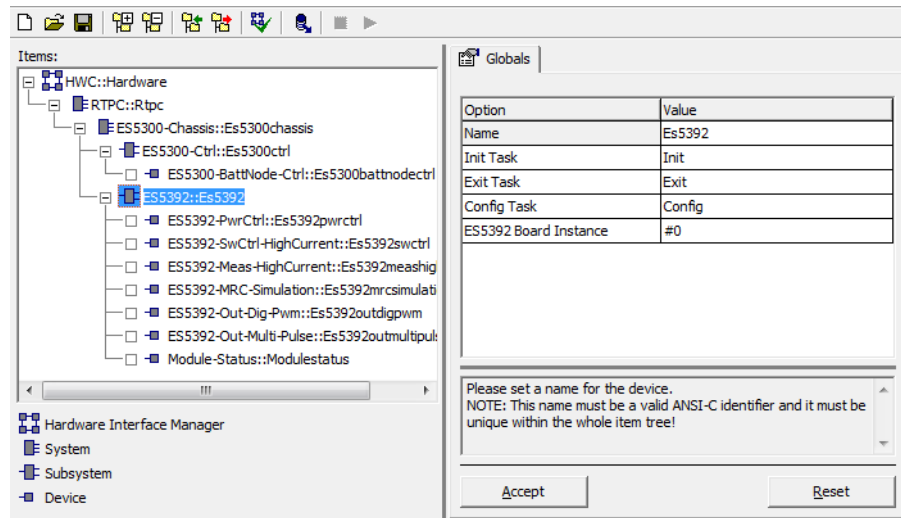 Items:
HWC::Hardware
RTPC::Rtpc
ES5300-Chassis::Es5300chassis
ES5300-Ctrl::Es5300ctrl
ES5300-BattNode-Ctrl::Es5300battnodectrl
ES5392::Es5392
ES5392-PwrCtrl::Es5392pwrctrl
ES5392-SwCtrl-HighCurrent::Es5392swctrl
ES5392-Meas-HighCurrent::Es5392meashig
ES5392-MRC-Simulation::Es5392mrcsimulati
ES5392-Out-Dig-Pwm::Es5392outdigpwm
ES5392-Out-Multi-Pulse::Es5392outmultipul
Module-Status::Modulestatus
Hardware Interface Manager
System
Subsystem
Device
Globals
Option Value
Name Es5392
Init Task Init
Exit Task Exit
Config Task Config
ES5392 Board Instance #0
Please set a name for the device.
NOTE: This name must be a valid ANSI-C identifier and it must be
unique within the whole item tree!
Accept Reset